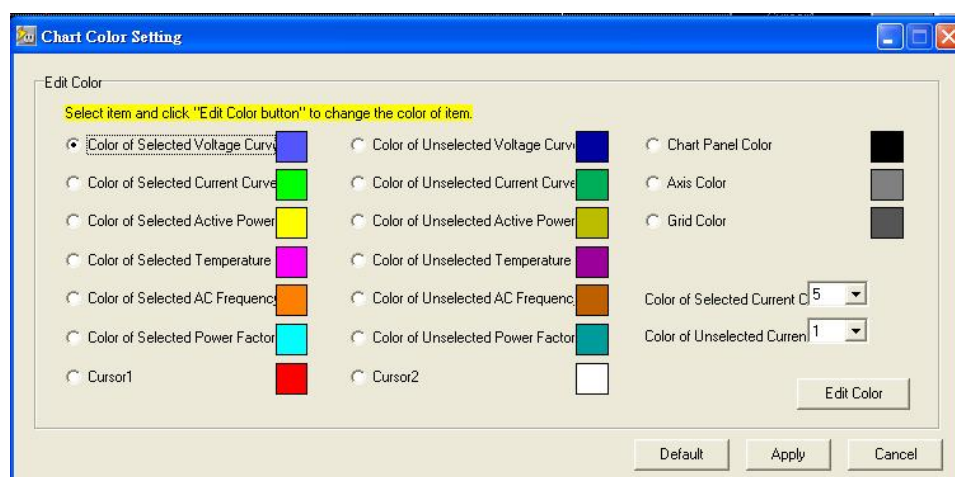 Chart Color Setting
Edit Color
Select item and click "Edit Color button" to change the color of item.
Color of Selected Voltage Curv
Color of Unselected Voltage Curv
Chart Panel Color
Color of Selected Current Curve
Color of Unselected Current Curve
Axis Color
Color of Selected Active Power
Color of Unselected Active Power
Grid Color
Color of Selected Temperature
Color of Unselected Temperature
Color of Selected AC Frequenc
Color of Unselected AC Frequenc
Color of Selected Current C 5
Color of Selected Power Factor
Color of Unselected Power Factor
Color of Unselected Curren 1
Cursor1
Cursor2
Edit Color
Default
Apply
Cancel